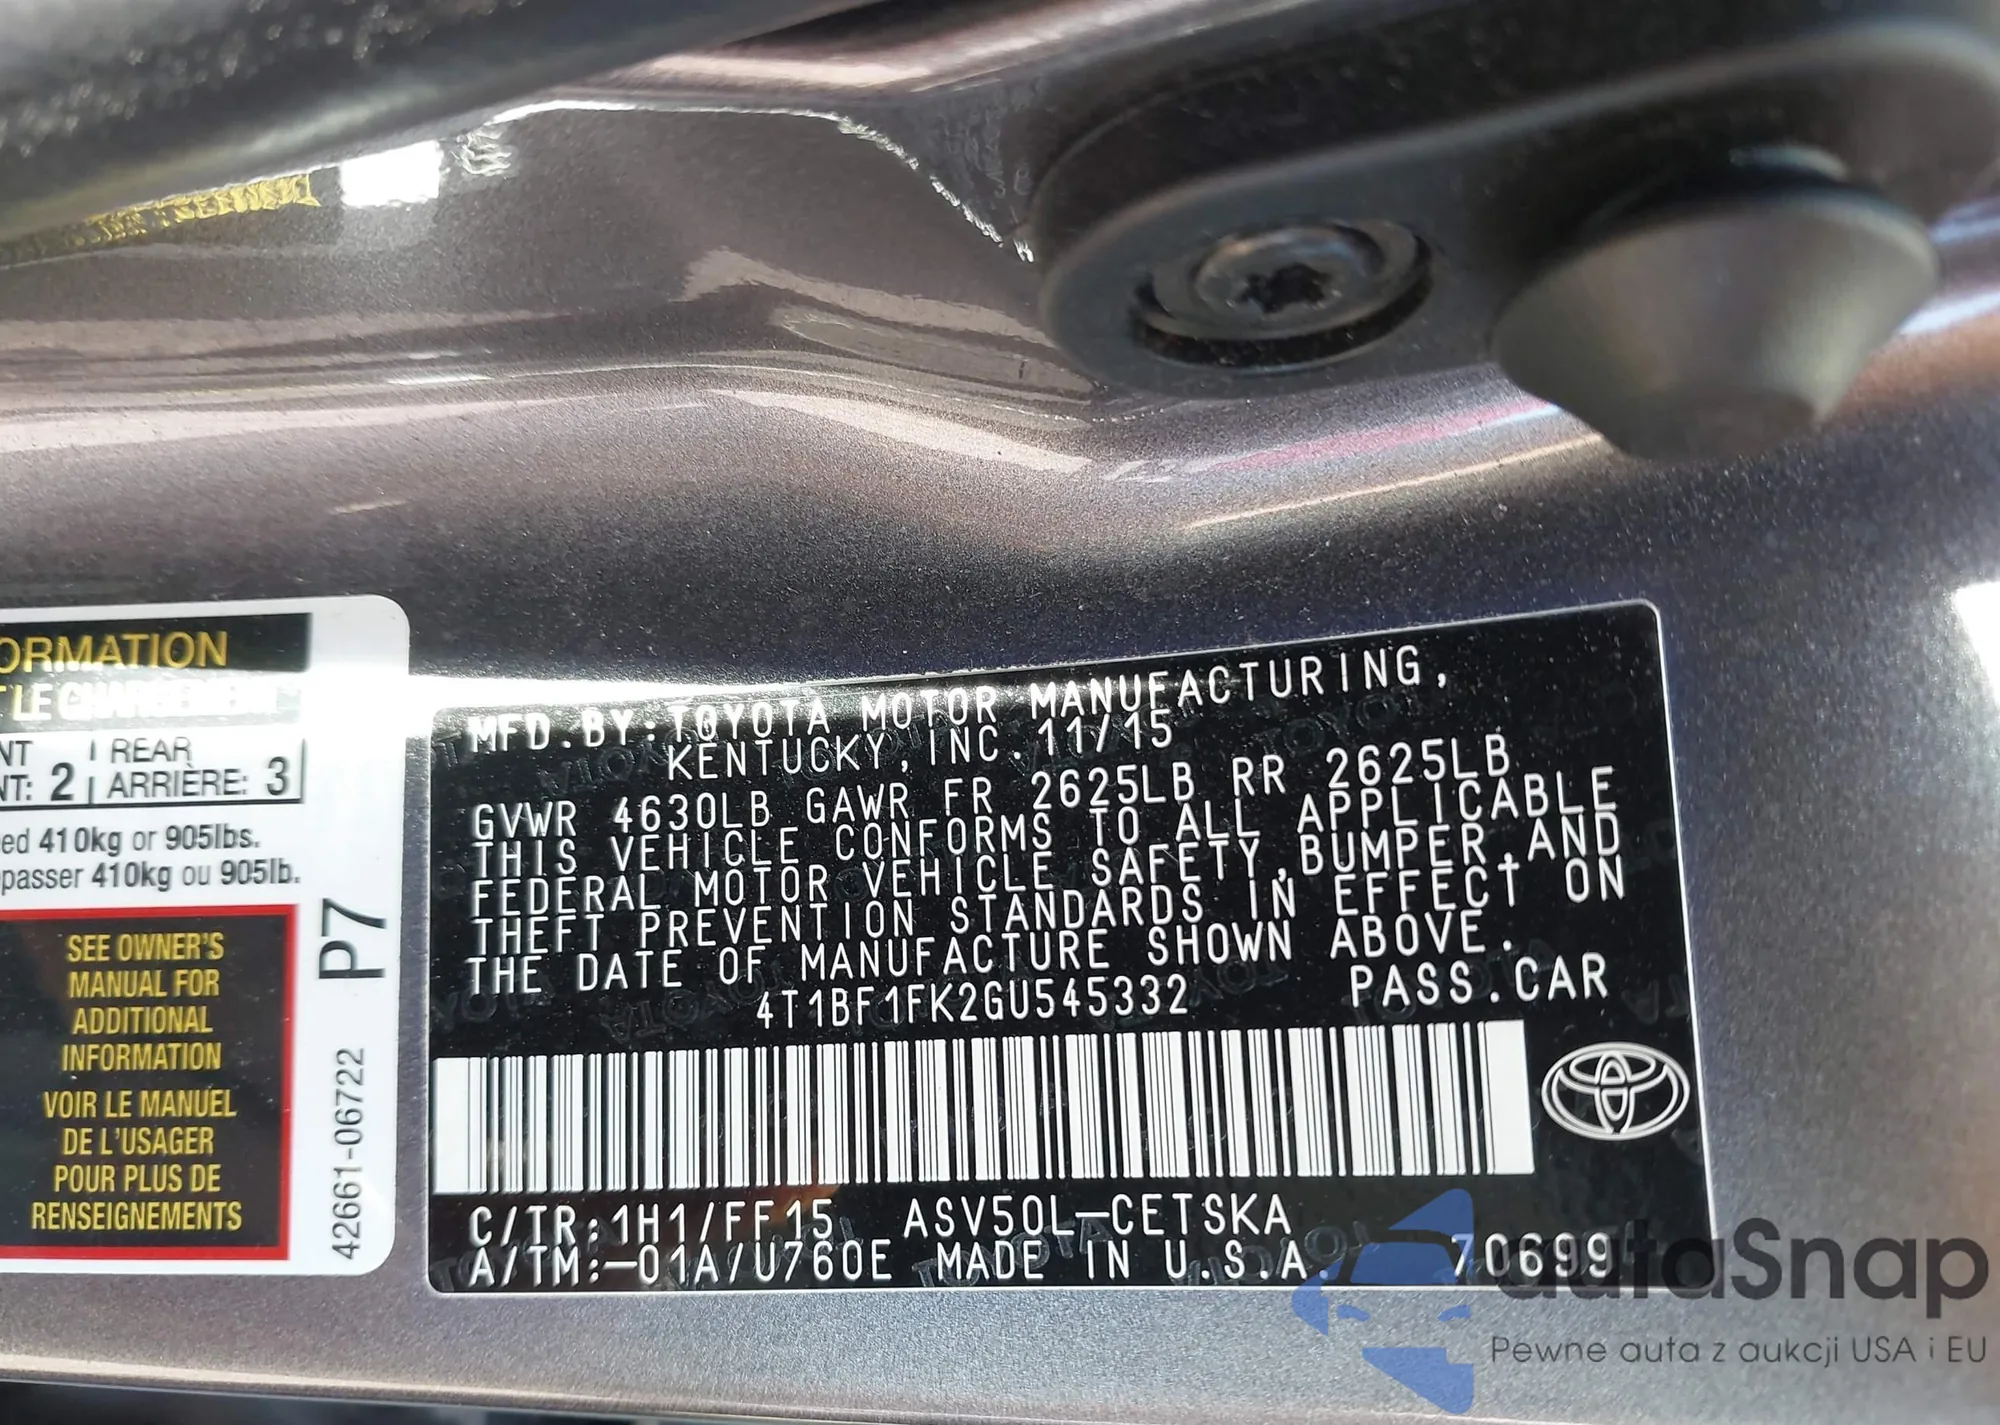 ORMATION
T LE CHARGEMENT
NT
NT: 2
REAR
ARRIÈRE: 3
ed 410kg or 905lbs.
passer 410kg ou 905lb.
SEE OWNER'S
MANUAL FOR
ADDITIONAL
INFORMATION
VOIR LE MANUEL
DE L'USAGER
POUR PLUS DE
RENSEIGNEMENTS
P7
42661-06722
MFD.BY:TOYOTA MOTOR MANUFACTURING,
KENTUCKY,INC. 11/15
GVWR 4630LB GAWR FR 2625LB RR 2625LB
THIS VEHICLE CONFORMS TO ALL APPLICABLE
FEDERAL MOTOR VEHICLE SAFETY,BUMPER,AND
THEFT PREVENTION STANDARDS IN EFFECT ON
THE DATE OF MANUFACTURE SHOWN ABOVE.
4T1BF1FK2GU545332 PASS.CAR
C/TR:1H1/FF15 ASV50L-CETSKA
A/TM:-01A/U760E MADE IN U.S.A. 70699
autaSnap
Pewne auta z aukcji USA i EU